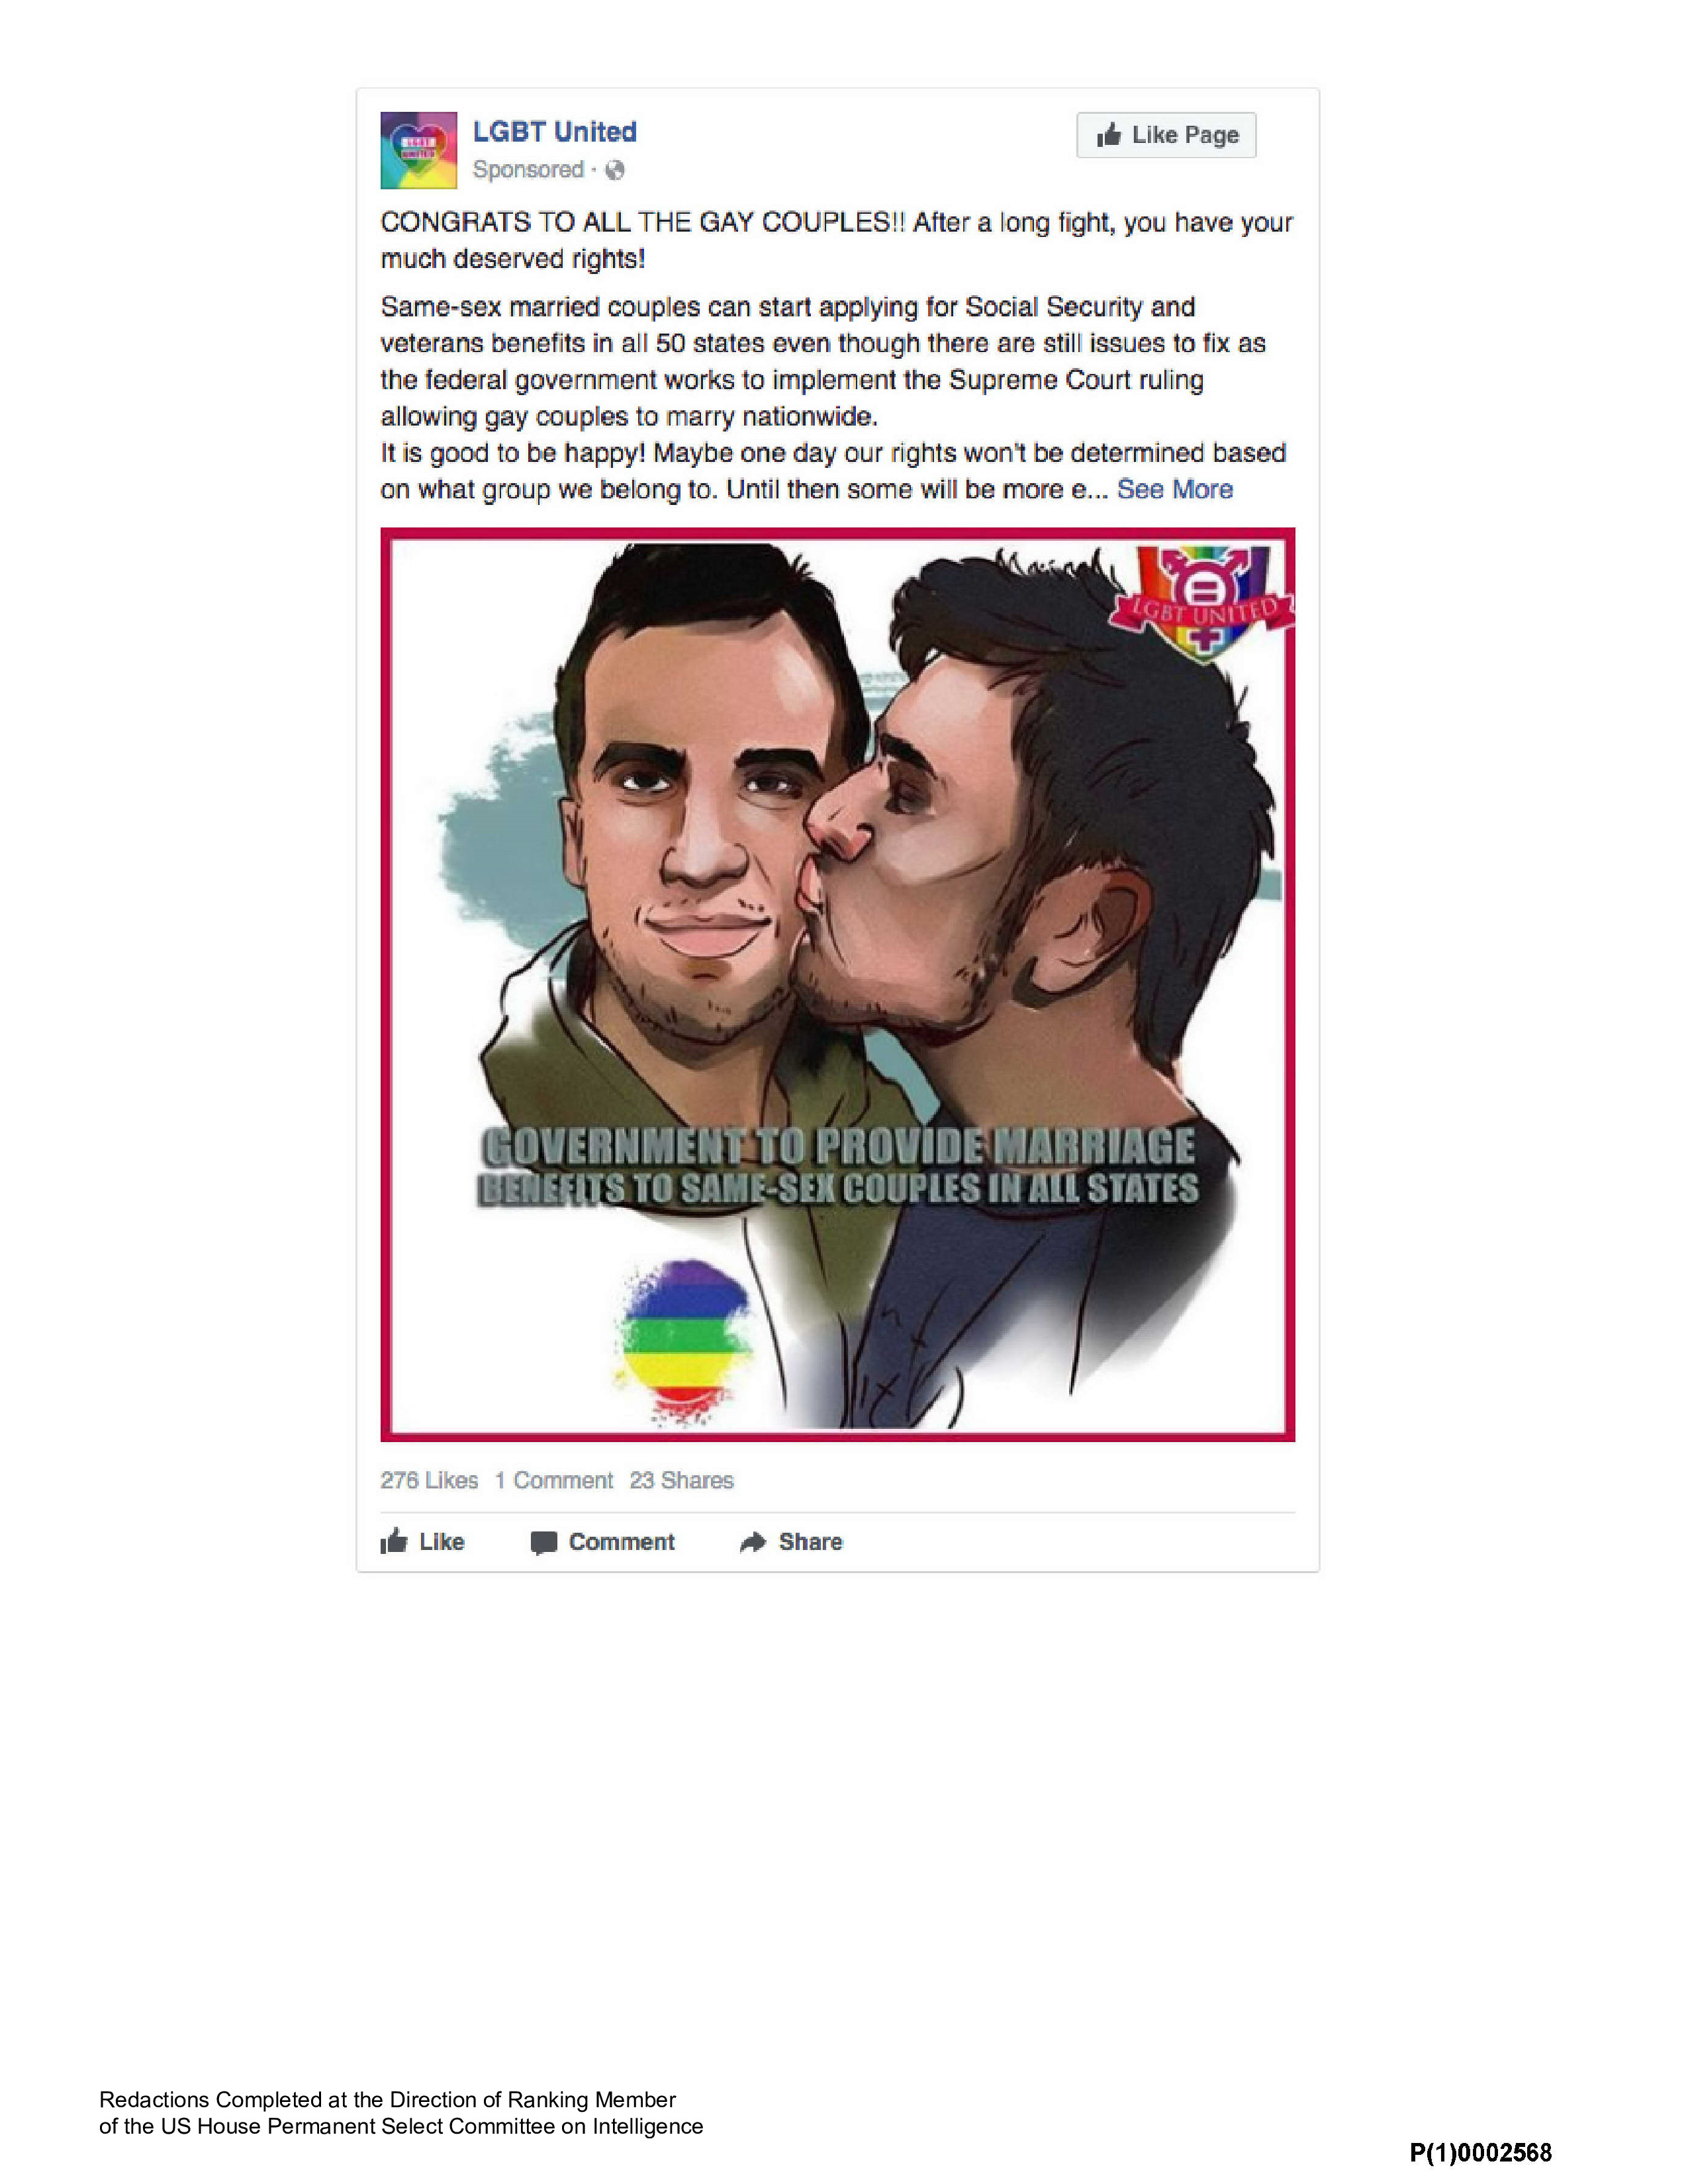 LGBT United
Like Page
Sponsored ·
CONGRATS TO ALL THE GAY COUPLES!! After a long fight, you have your
much deserved rights!
Same-sex married couples can start applying for Social Security and
veterans benefits in all 50 states even though there are still issues to fix as
the federal government works to implement the Supreme Court ruling
allowing gay couples to marry nationwide.
It is good to be happy! Maybe one day our rights won't be determined based
on what group we belong to. Until then some will be more e... See More
LGBT UNITED
GOVERNMENT TO PROVIDE MARRIAGE
BENEFITS TO SAME-SEX COUPLES IN ALL STATES
276 Likes 1 Comment 23 Shares
Like Comment Share
Redactions Completed at the Direction of Ranking Member
of the US House Permanent Select Committee on Intelligence
P(1)0002568